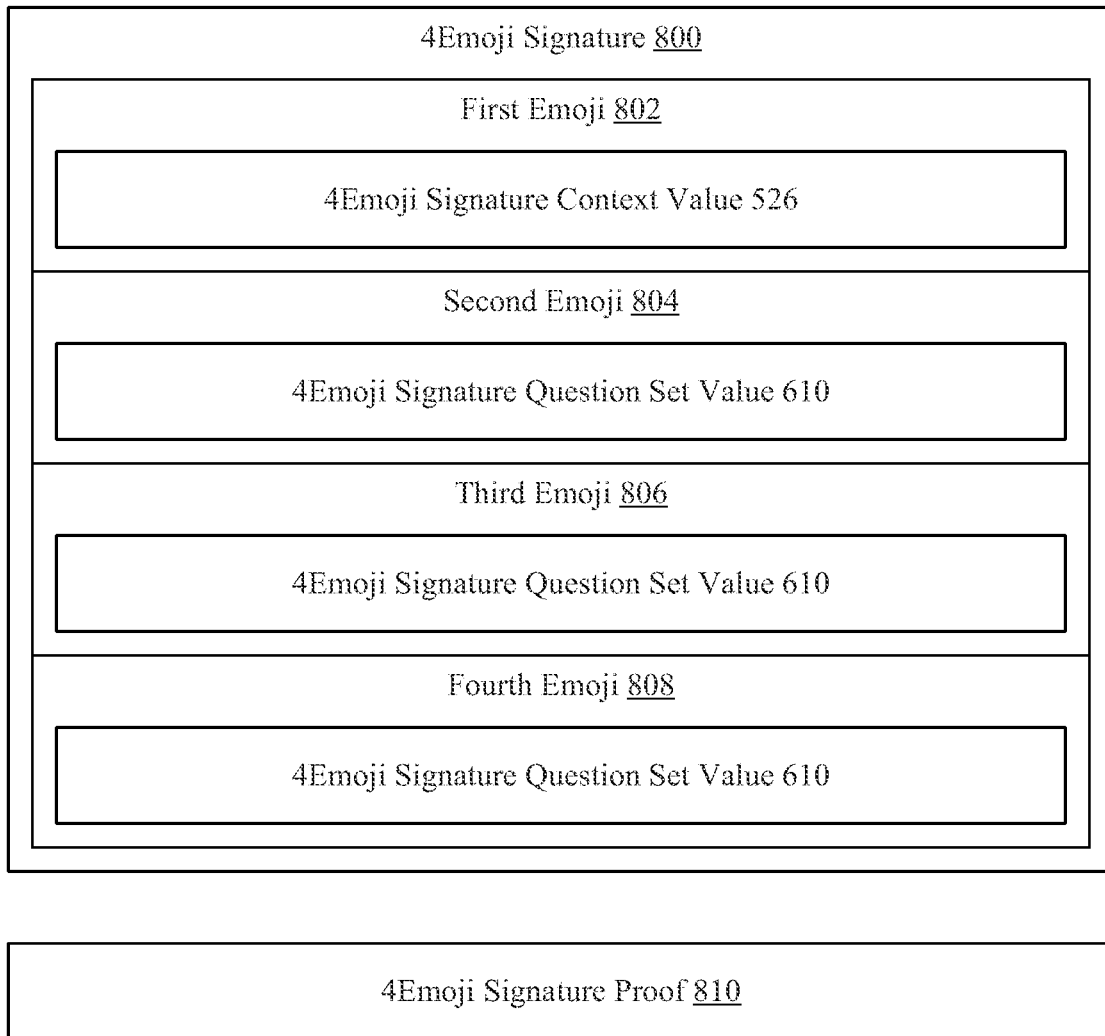 4Emoji Signature 800
First Emoji 802
4Emoji Signature Context Value 526
Second Emoji 804
4Emoji Signature Question Set Value 610
Third Emoji 806
4Emoji Signature Question Set Value 610
Fourth Emoji 808
4Emoji Signature Question Set Value 610
4Emoji Signature Proof 810